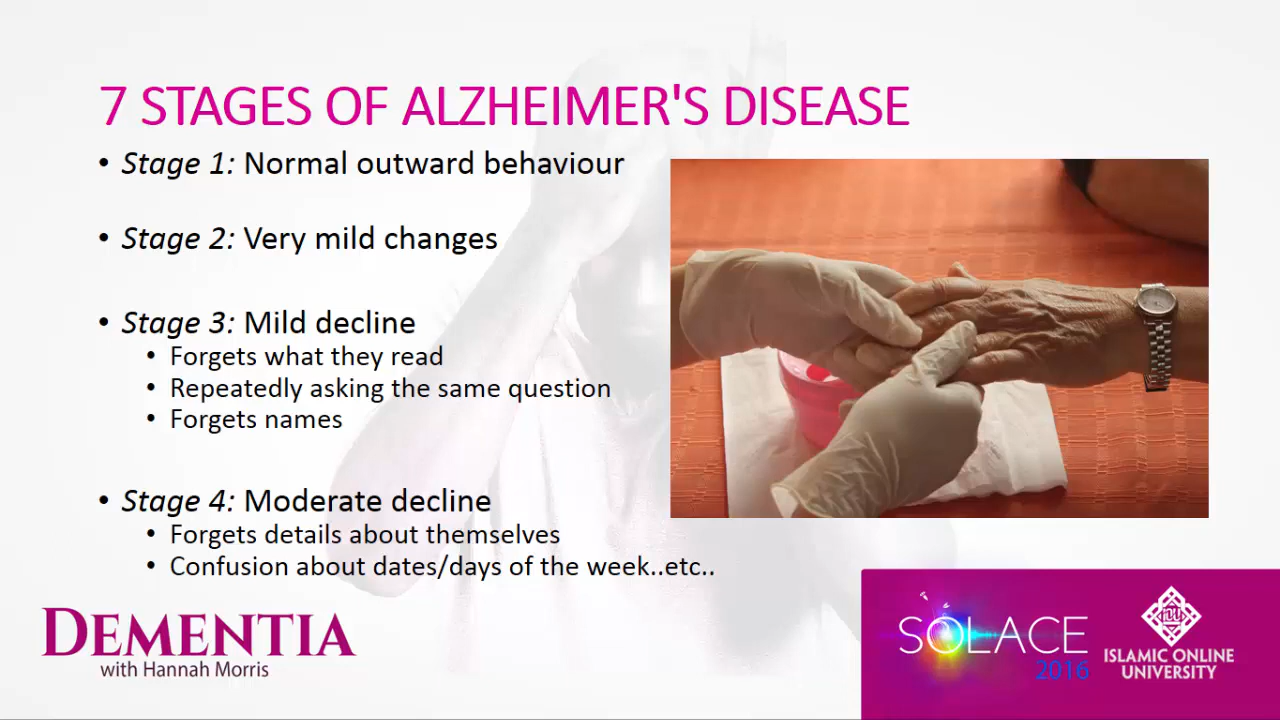 7 STAGES OF ALZHEIMER'S DISEASE
• Stage 1: Normal outward behaviour
• Stage 2: Very mild changes
• Stage 3: Mild decline
• Forgets what they read
• Repeatedly asking the same question
• Forgets names
• Stage 4: Moderate decline
• Forgets details about themselves
• Confusion about dates/days of the week..etc..
DEMENTIA
with Hannah Morris
SOLACE
2016
IOU
ISLAMIC ONLINE
UNIVERSITY